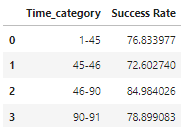 Time_category Success Rate
0 1-45 76.833977
1 45-46 72.602740
2 46-90 84.984026
3 90-91 78.899083